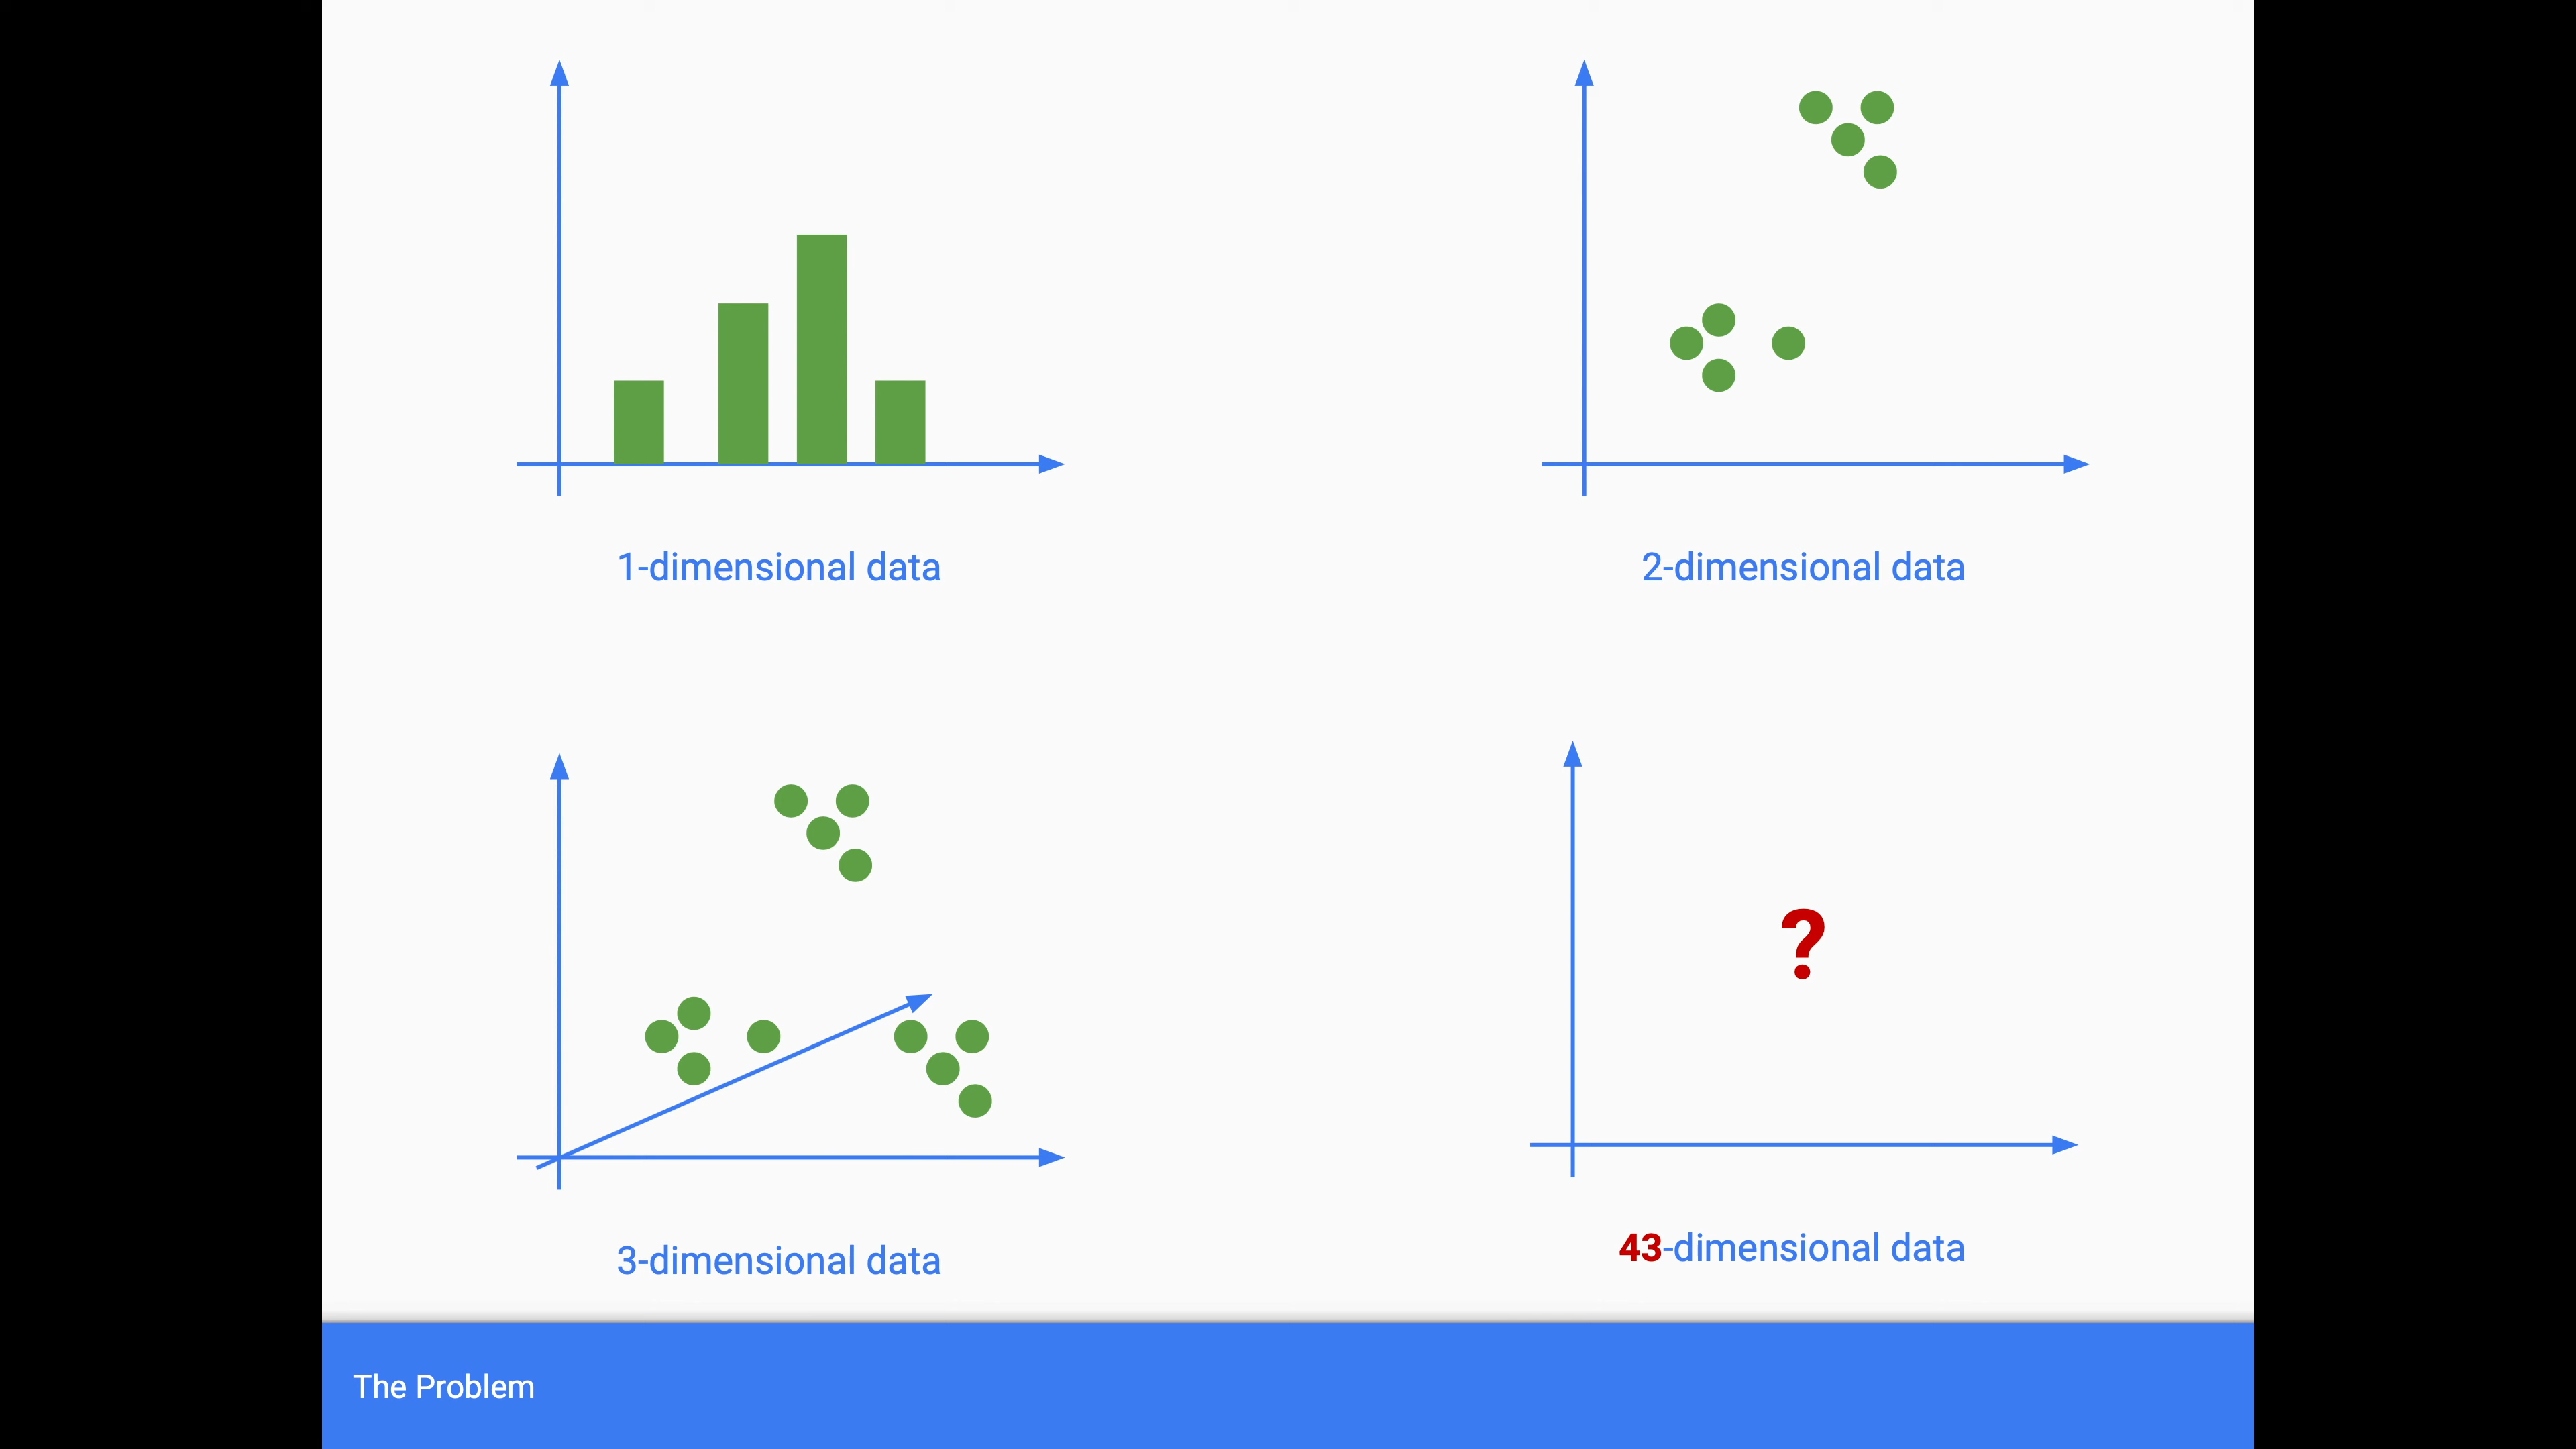 1-dimensional data
2-dimensional data
?
3-dimensional data
43-dimensional data
The Problem